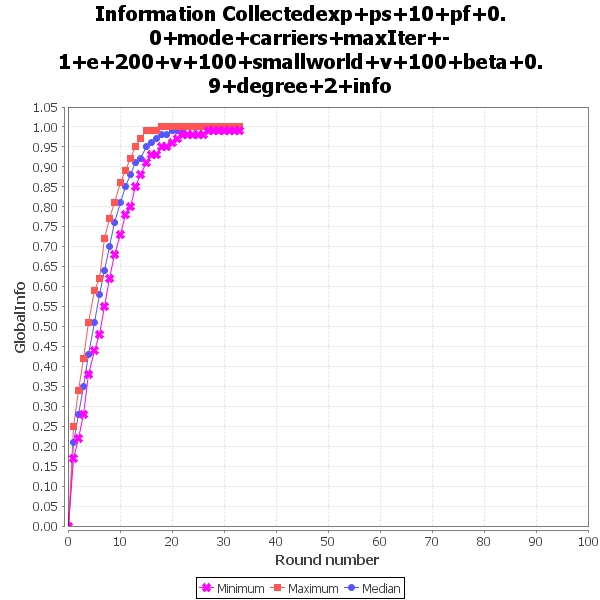 Information Collectedexp+ps+10+pf+0.
0+mode+carriers+maxIter+-
1+e+200+v+100+smallworld+v+100+beta+0.
9+degree+2+info
1.05
1.00
0.95
0.90
0.85
0.80
0.75
0.70
0.65
0.60
0.55
0.50
0.45
0.40
0.35
0.30
0.25
0.20
0.15
0.10
0.05
0.00
Global Info
0 10 20 30 40 50 60 70 80 90 100
Round number
Minimum Maximum Median